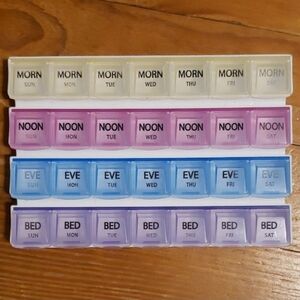 MORN MORN MORN MORN MORN MORN MORN
SUN MON TUE WED THU FRI SAT
NOON NOON NOON NOON NOON NOON NOON
SUN MON TUE WED THU FRI SAT
EVE EVE EVE EVE EVE EVE EVE
SUN MON TUE WED THU FRI SAT
BED BED BED BED BED BED BED
SUN MON TUE WED THU FRI SAT